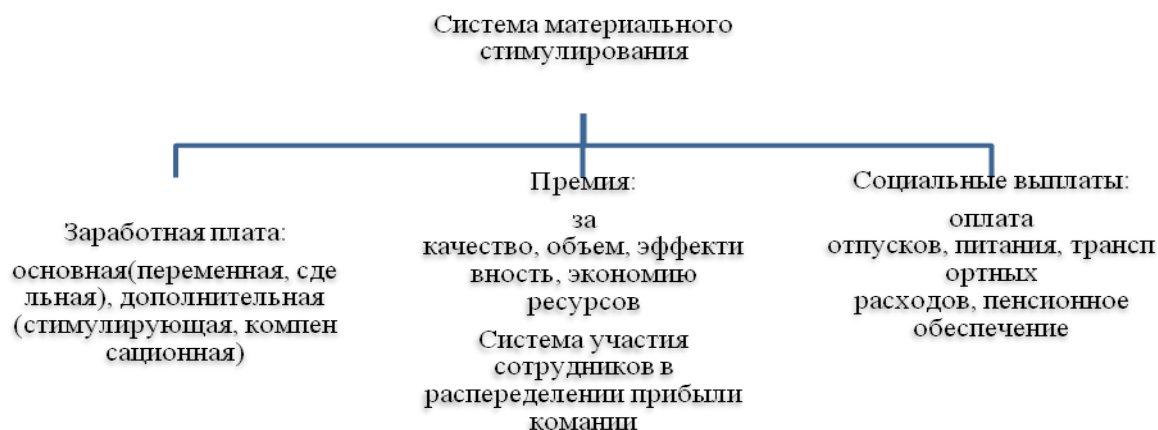 Система материального
стимулирования
Заработная плата:
основная(переменная, сде
льная), дополнительная
(стимулирующая, компен
сационная)
Премия:
за
качество, объем, эффекти
вность, экономию
ресурсов
Система участия
сотрудников в
распеределении прибыли
комании
Социальные выплаты:
оплата
отпусков, питания, трансп
ортных
расходов, пенсионное
обеспечение